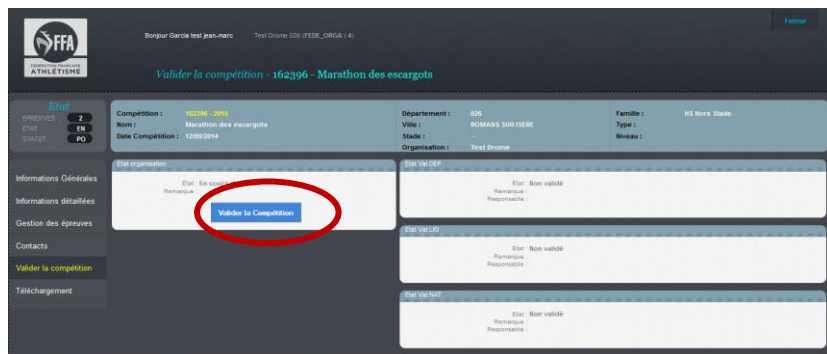 Fermer
FFA
FÉDÉRATION FRANÇAISE
ATHLÉTISME
Bonjour Garcia test jean-marc Test Drome 026 (FEDE_ORGA : 4)
Valider la compétition - 162396 - Marathon des escargots
Etat
EPREUVES 2
ETAT EN
STATUT PO
Compétition : 162396 - 2015
Nom : Marathon des escargots
Date Compétition : 12/09/2014
Département : 026
Ville : ROMANS SUR ISERE
Stade : -
Organisation : Test Drome
Famille : HS Hors Stade
Type :
Niveau :
Informations Générales
Informations détaillées
Gestion des épreuves
Contacts
Valider la compétition
Téléchargement
Etat organisation
Etat : En cours
Remarque :
Valider la Compétition
Etat Val.DEP
Etat : Non validé
Remarque :
Responsable :
Etat Val.LIG
Etat : Non validé
Remarque :
Responsable :
Etat Val.NAT
Etat : Non validé
Remarque :
Responsable :